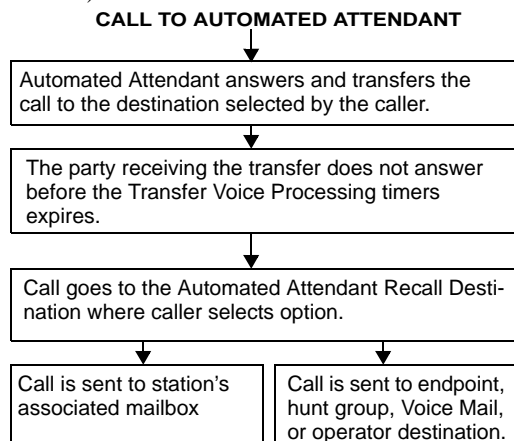 CALL TO AUTOMATED ATTENDANT
Automated Attendant answers and transfers the
call to the destination selected by the caller.
The party receiving the transfer does not answer
before the Transfer Voice Processing timers
expires.
Call goes to the Automated Attendant Recall Desti-
nation where caller selects option.
Call is sent to station's
associated mailbox
Call is sent to endpoint,
hunt group, Voice Mail,
or operator destination.